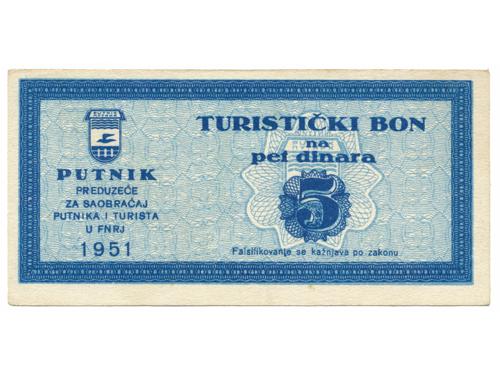 PUTNIK
PREDUZEĆE
ZA SAOBRAĆAJ
PUTNIKA I TURISTA
U FNRJ
1951
TURISTIČKI BON
na
pet dinara
5
Falsifikovanje se kažnjava po zakonu